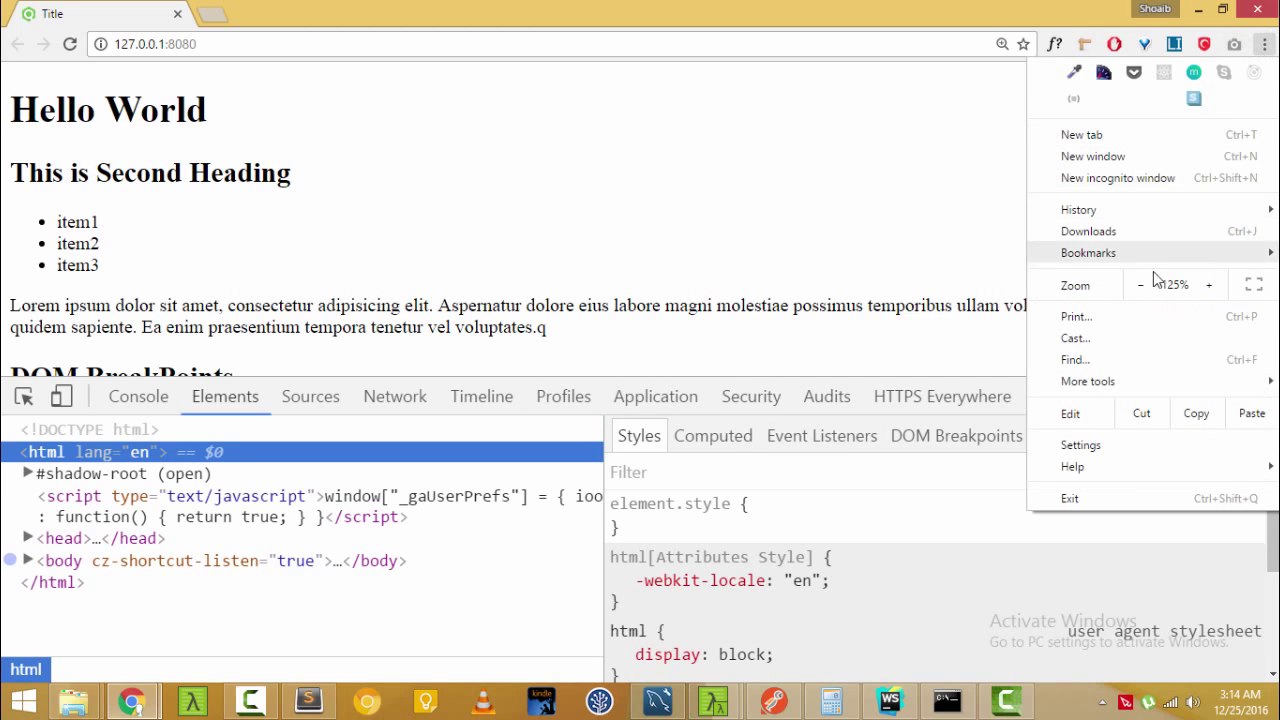 Title
Shoaib
127.0.0.1:8080
f?
Hello World
This is Second Heading
item1
item2
item3
Lorem ipsum dolor sit amet, consectetur adipisicing elit. Aspernatur dolore eius labore magni molestiae possimus temporibus ullam vol
quidem sapiente. Ea enim praesentium tempora tenetur vel voluptates.q
DOM BreakPoints
New tab Ctrl+T
New window Ctrl+N
New incognito window Ctrl+Shift+N
History
Downloads Ctrl+J
Bookmarks
Zoom - 125% +
Print... Ctrl+P
Cast...
Find... Ctrl+F
More tools
Edit Cut Copy Paste
Settings
Help
Exit Ctrl+Shift+Q
Console Elements Sources Network Timeline Profiles Application Security Audits HTTPS Everywhere
<!DOCTYPE html>
<html lang="en"> == $0
#shadow-root (open)
<script type="text/javascript">window["_gaUserPrefs"] = { ioo
: function() { return true; } }</script>
<head>…</head>
<body cz-shortcut-listen="true">…</body>
</html>
html
Styles Computed Event Listeners DOM Breakpoints
Filter
element.style {
}
html[Attributes Style] {
-webkit-locale: "en";
}
html { user agent stylesheet
display: block;
}
Activate Windows
Go to PC settings to activate Windows.
kindle
WS
3:14 AM
12/25/2016